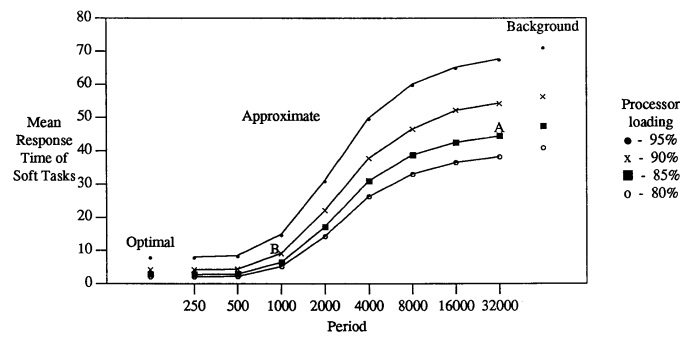 80
70
60
50
40
30
20
10
0
Mean
Response
Time of
Soft Tasks
Background
Approximate
Optimal
A
B
250 500 1000 2000 4000 8000 16000 32000
Period
Processor
loading
- 95%
x - 90%
- 85%
o - 80%